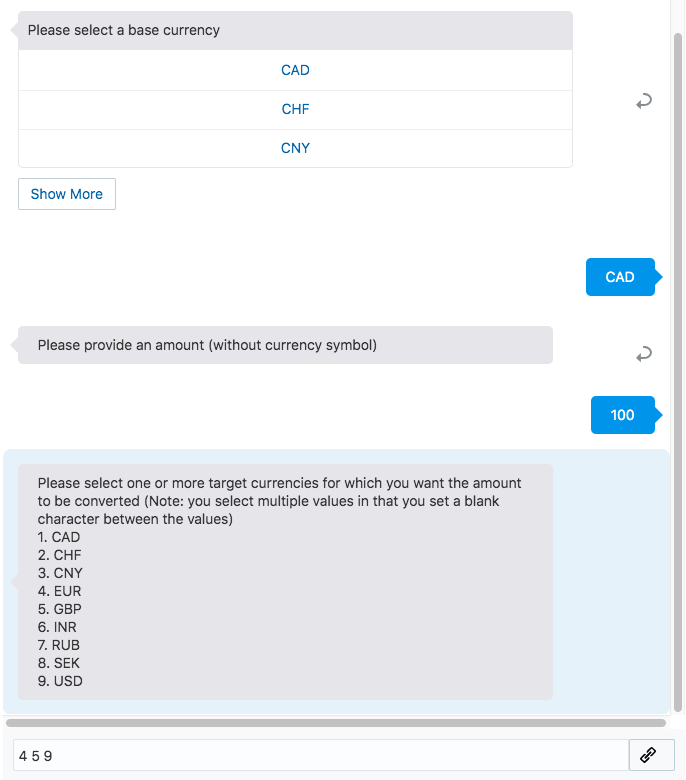 Please select a base currency
CAD
CHF
CNY
Show More
CAD
Please provide an amount (without currency symbol)
100
Please select one or more target currencies for which you want the amount
to be converted (Note: you select multiple values in that you set a blank
character between the values)
1. CAD
2. CHF
3. CNY
4. EUR
5. GBP
6. INR
7. RUB
8. SEK
9. USD
4 5 9